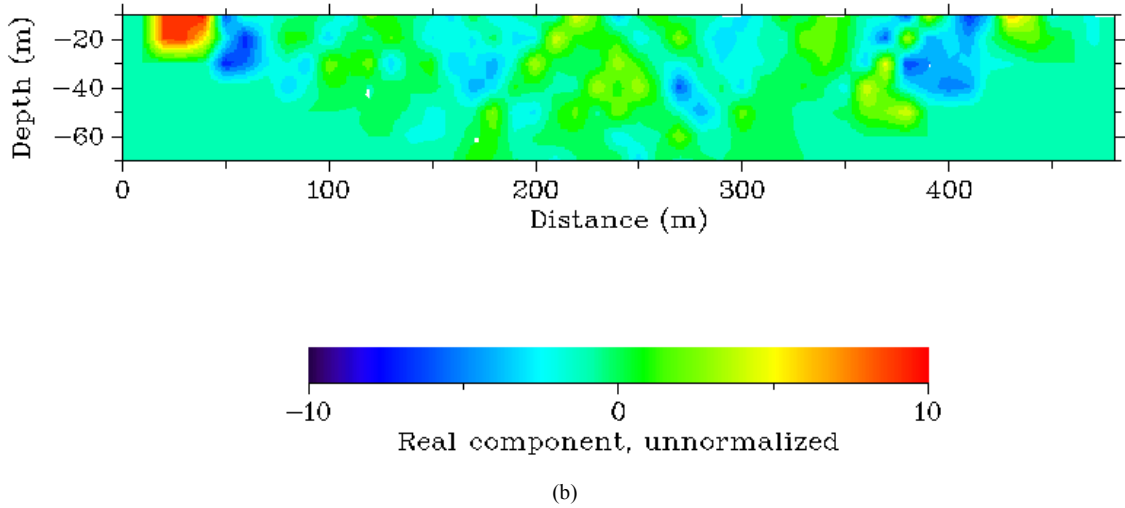 Depth (m)
−20
−40
−60
0 100 200 300 400
Distance (m)
−10 0 10
Real component, unnormalized
(b)